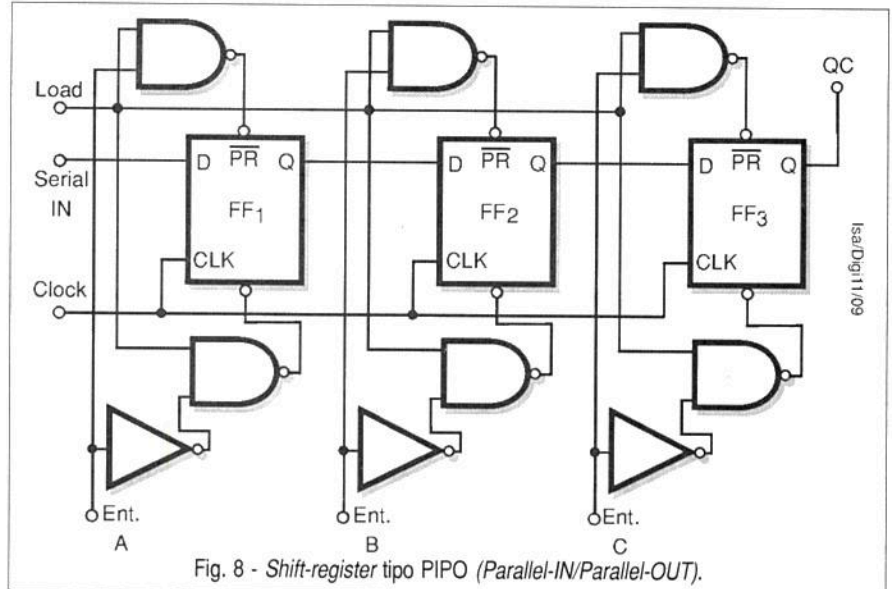 Load
QC
Serial
IN
D PR Q
FF1
CLK
D PR Q
FF2
D PR Q
FF3
CLK
Clock
Isa/Digi11/09
Ent.
A
Ent.
B
Ent.
C
Fig. 8 - Shift-register tipo PIPO (Parallel-IN/Parallel-OUT).